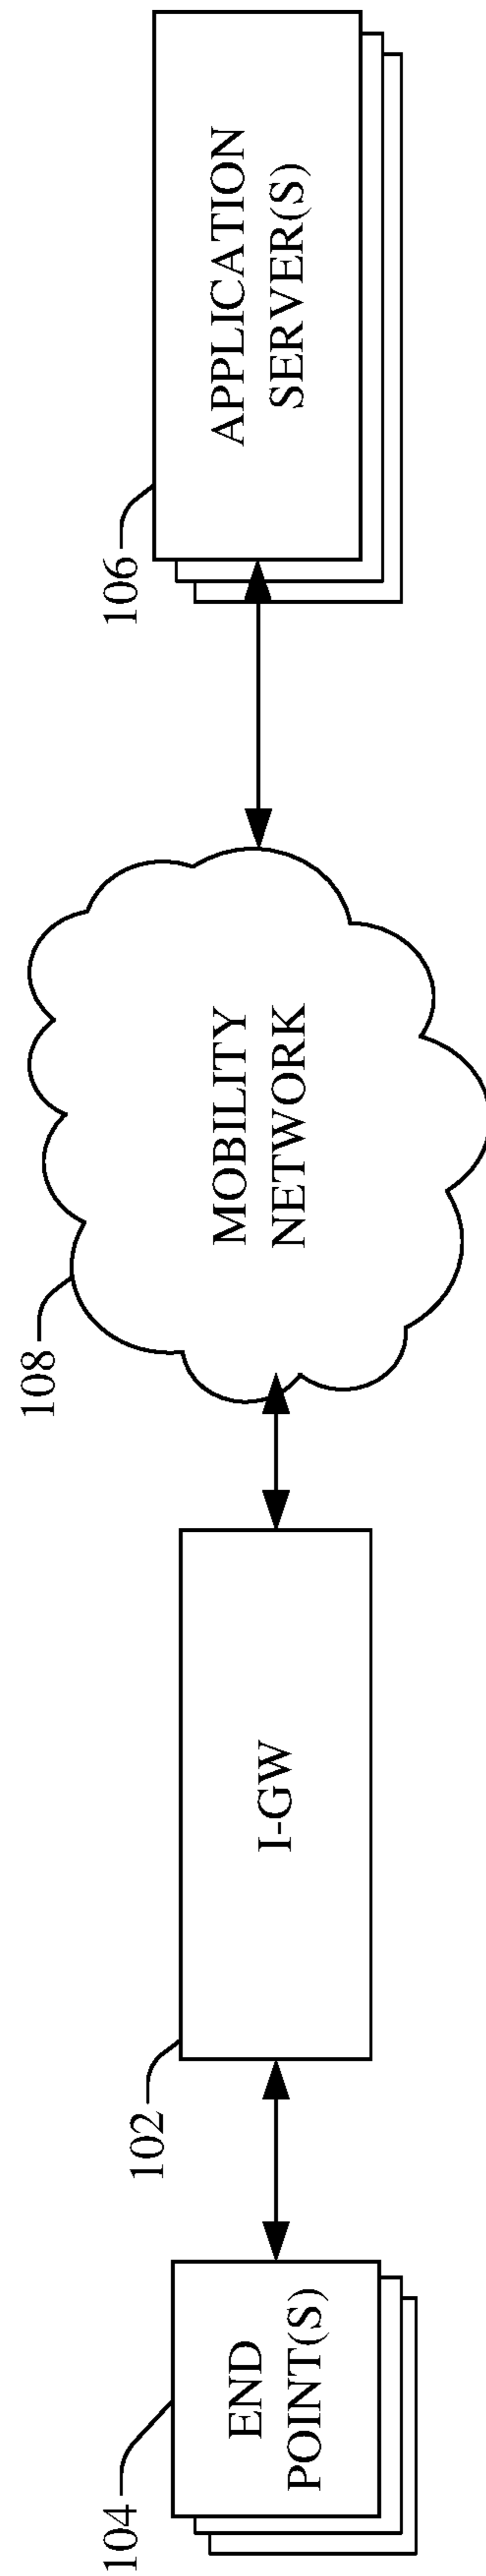 104
END
POINT(S)
102
I-GW
108
MOBILITY
NETWORK
106
APPLICATION
SERVER(S)